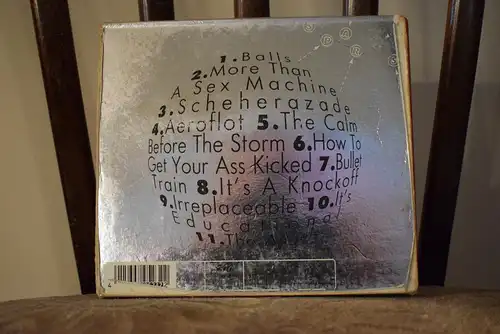 1. Balls
2. More Than
A Sex Machine
3. Scheherazade
4. Aeroflot 5. The Calm
Before The Storm 6. How To
Get Your Ass Kicked 7. Bullet
Train 8. It's A Knockoff
9. Irreplaceable 10. It's
Educational
11.